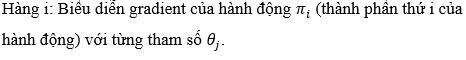 Hàng i: Biểu diễn gradient của hành động πᵢ (thành phần thứ i của
hành động) với từng tham số θⱼ.